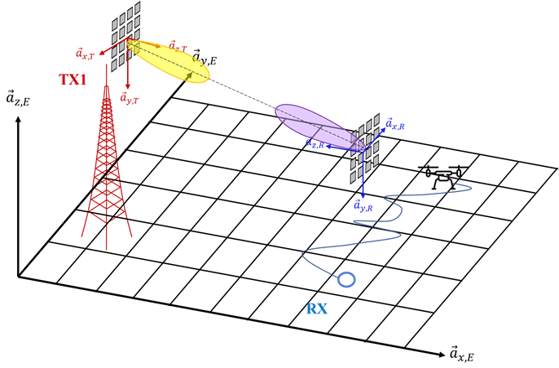 a⃗x,T
a⃗z,T
a⃗y,E
TX1
a⃗y,T
a⃗z,E
a⃗x,R
a⃗z,R
a⃗y,R
RX
a⃗x,E